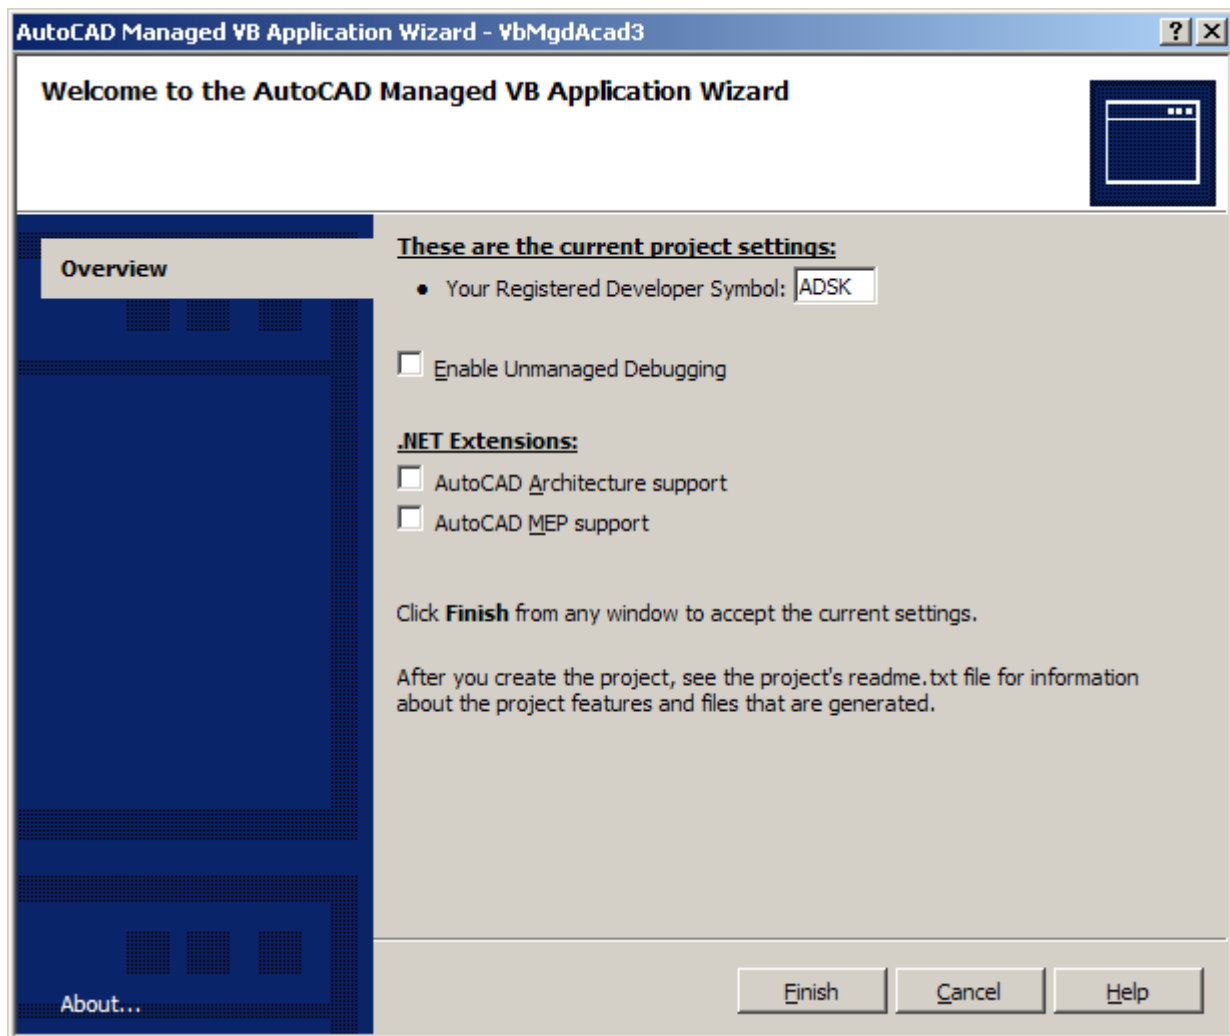 AutoCAD Managed VB Application Wizard - VbMgdAcad3
Welcome to the AutoCAD Managed VB Application Wizard
Overview
These are the current project settings:
• Your Registered Developer Symbol: ADSK
Enable Unmanaged Debugging
.NET Extensions:
AutoCAD Architecture support
AutoCAD MEP support
Click Finish from any window to accept the current settings.
After you create the project, see the project's readme.txt file for information
about the project features and files that are generated.
About...
Finish Cancel Help